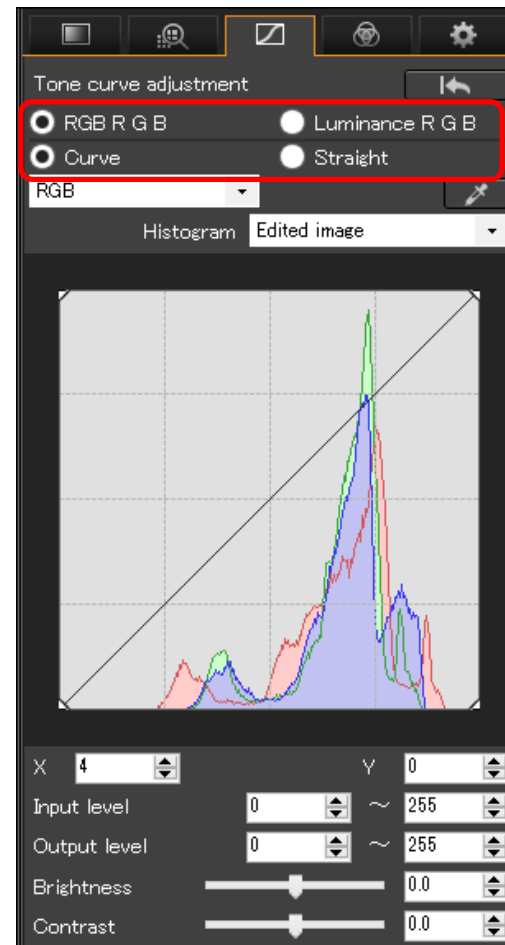 Tone curve adjustment
RGB R G B Luminance R G B
Curve Straight
RGB
Histogram Edited image
X 4 Y 0
Input level 0 ~ 255
Output level 0 ~ 255
Brightness 0.0
Contrast 0.0